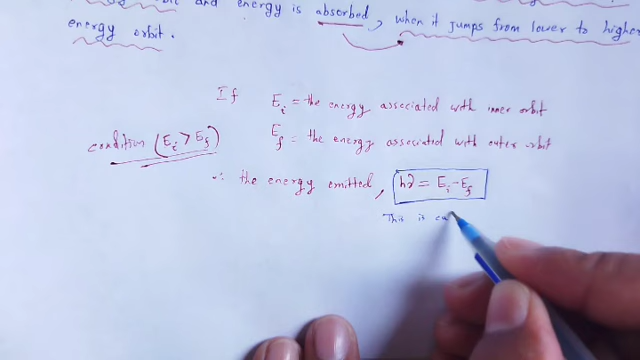 and energy is absorbed, when it jumps from lower to higher
energy orbit.
If Ei = the energy associated with inner orbit
condition (Ei > Ef)
Ef = the energy associated with outer orbit
∴ the energy emitted, hν = Ei - Ef
This is